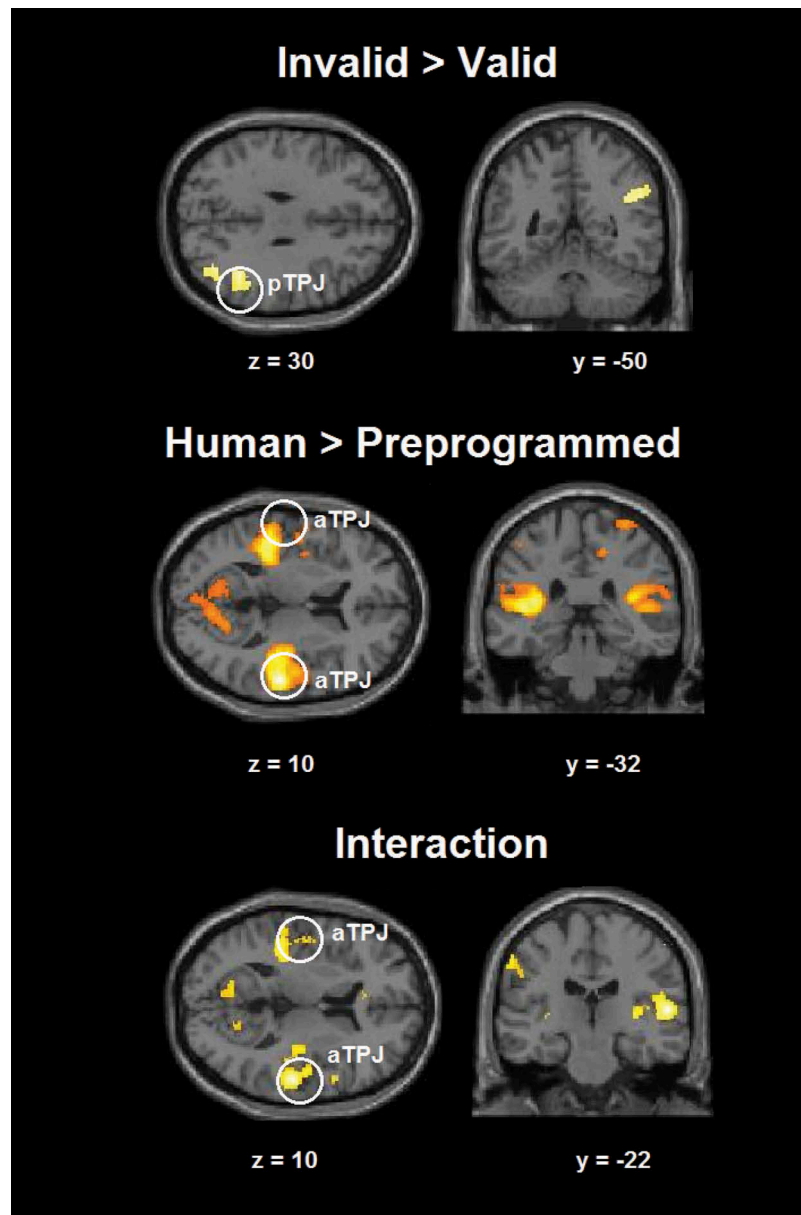 Invalid > Valid
pTPJ
z = 30
y = -50
Human > Preprogrammed
aTPJ
aTPJ
z = 10
y = -32
Interaction
aTPJ
aTPJ
z = 10
y = -22